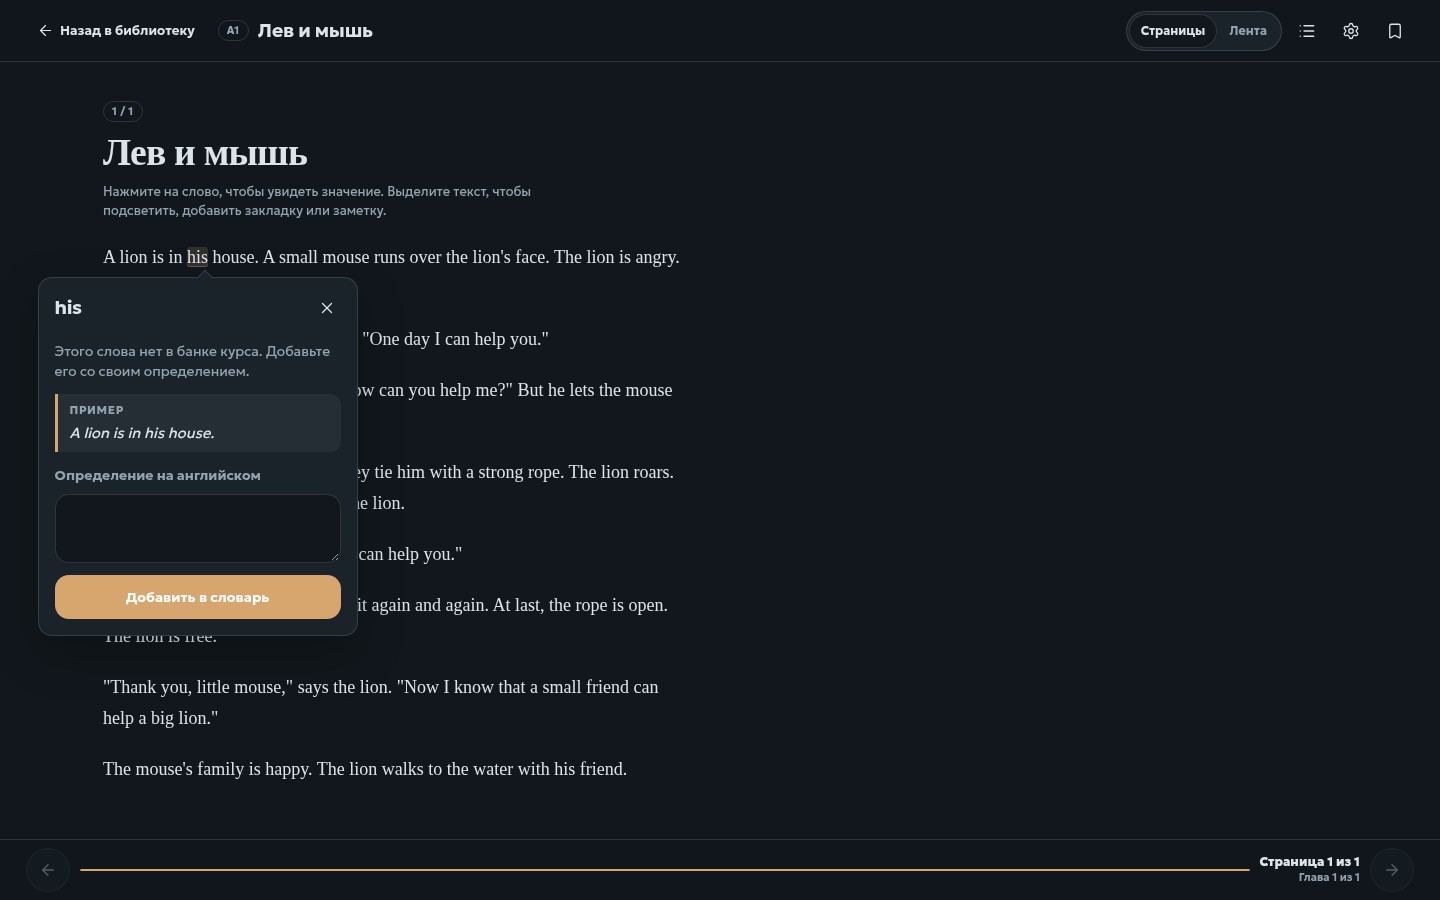 Назад в библиотеку
A1
Лев и мышь
Страницы
Лента
1 / 1
Лев и мышь
Нажмите на слово, чтобы увидеть значение. Выделите текст, чтобы
подсветить, добавить закладку или заметку.
A lion is in his house. A small mouse runs over the lion's face. The lion is angry.
his
Этого слова нет в банке курса. Добавьте
его со своим определением.
ПРИМЕР
A lion is in his house.
Определение на английском
Добавить в словарь
"One day I can help you."
can you help me?" But he lets the mouse
tie him with a strong rope. The lion roars.
lion.
can help you."
it again and again. At last, the rope is open.
The lion is free.
"Thank you, little mouse," says the lion. "Now I know that a small friend can
help a big lion."
The mouse's family is happy. The lion walks to the water with his friend.
Страница 1 из 1
Глава 1 из 1